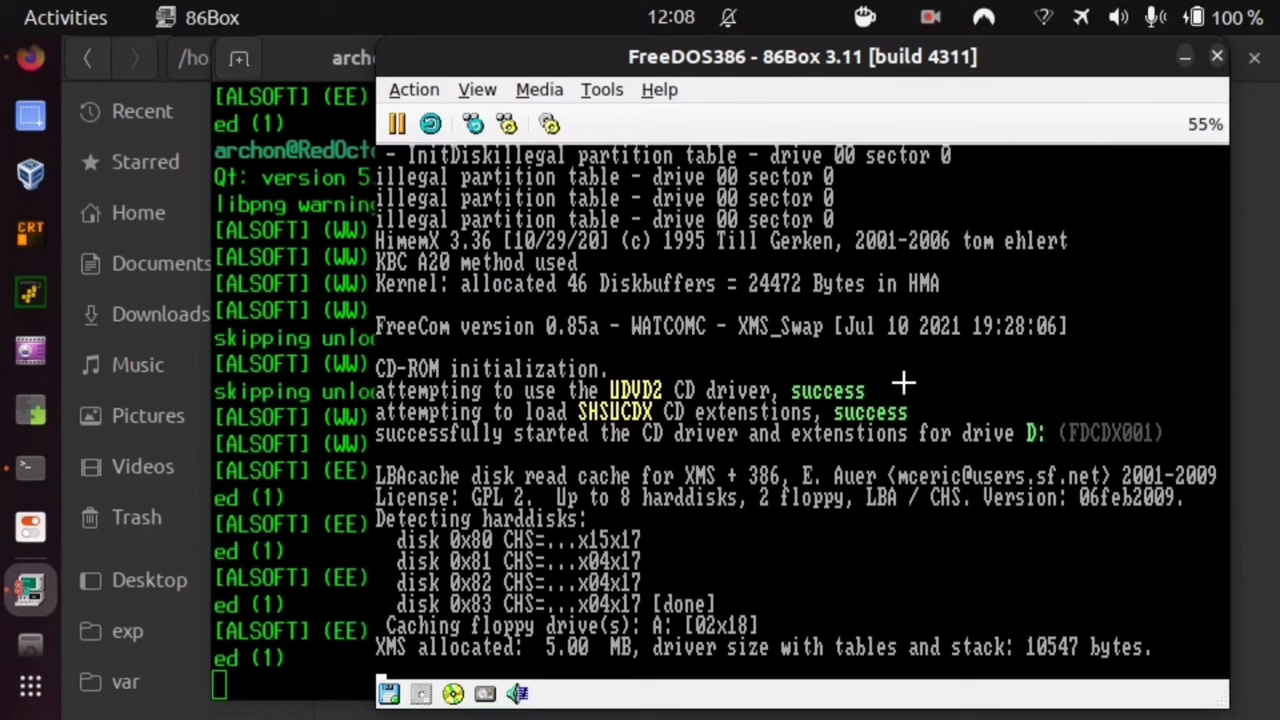 Activities
86Box
12:08
100 %
/ho
arch
FreeDOS386 - 86Box 3.11 [build 4311]
Action View Media Tools Help
55%
Recent
Starred
Home
Documents
Downloads
Music
Pictures
Videos
Trash
Desktop
exp
var
CRT
[ALSOFT] (EE)
ed (1)
archon@RedOct
Qt: version 5.
libpng warnin
[ALSOFT] (WW)
[ALSOFT] (WW)
[ALSOFT] (WW)
[ALSOFT] (WW)
skipping unlo
[ALSOFT] (WW)
skipping unlo
[ALSOFT] (WW)
[ALSOFT] (WW)
[ALSOFT] (EE)
ed (1)
[ALSOFT] (EE)
ed (1)
[ALSOFT] (EE)
ed (1)
[ALSOFT] (EE)
ed (1)
- InitDiskillegal partition table - drive 00 sector 0
illegal partition table - drive 00 sector 0
illegal partition table - drive 00 sector 0
illegal partition table - drive 00 sector 0
HimemX 3.36 [10/29/20] (c) 1995 Till Gerken, 2001-2006 tom ehlert
KBC A20 method used
Kernel: allocated 46 Diskbuffers = 24472 Bytes in HMA
FreeCom version 0.85a - WATCOMC - XMS_Swap [Jul 10 2021 19:28:06]
CD-ROM initialization.
attempting to use the UDVD2 CD driver, success
attempting to load SHSUCDX CD extenstions, success
successfully started the CD driver and extenstions for drive D: (FDCDX001)
LBAcache disk read cache for XMS + 386, E. Auer <mceric@users.sf.net> 2001-2009
License: GPL 2. Up to 8 harddisks, 2 floppy, LBA / CHS. Version: 06feb2009.
Detecting harddisks:
disk 0x80 CHS=...x15x17
disk 0x81 CHS=...x04x17
disk 0x82 CHS=...x04x17
disk 0x83 CHS=...x04x17 [done]
Caching floppy drive(s): A: [02x18]
XMS allocated: 5.00 MB, driver size with tables and stack: 10547 bytes.